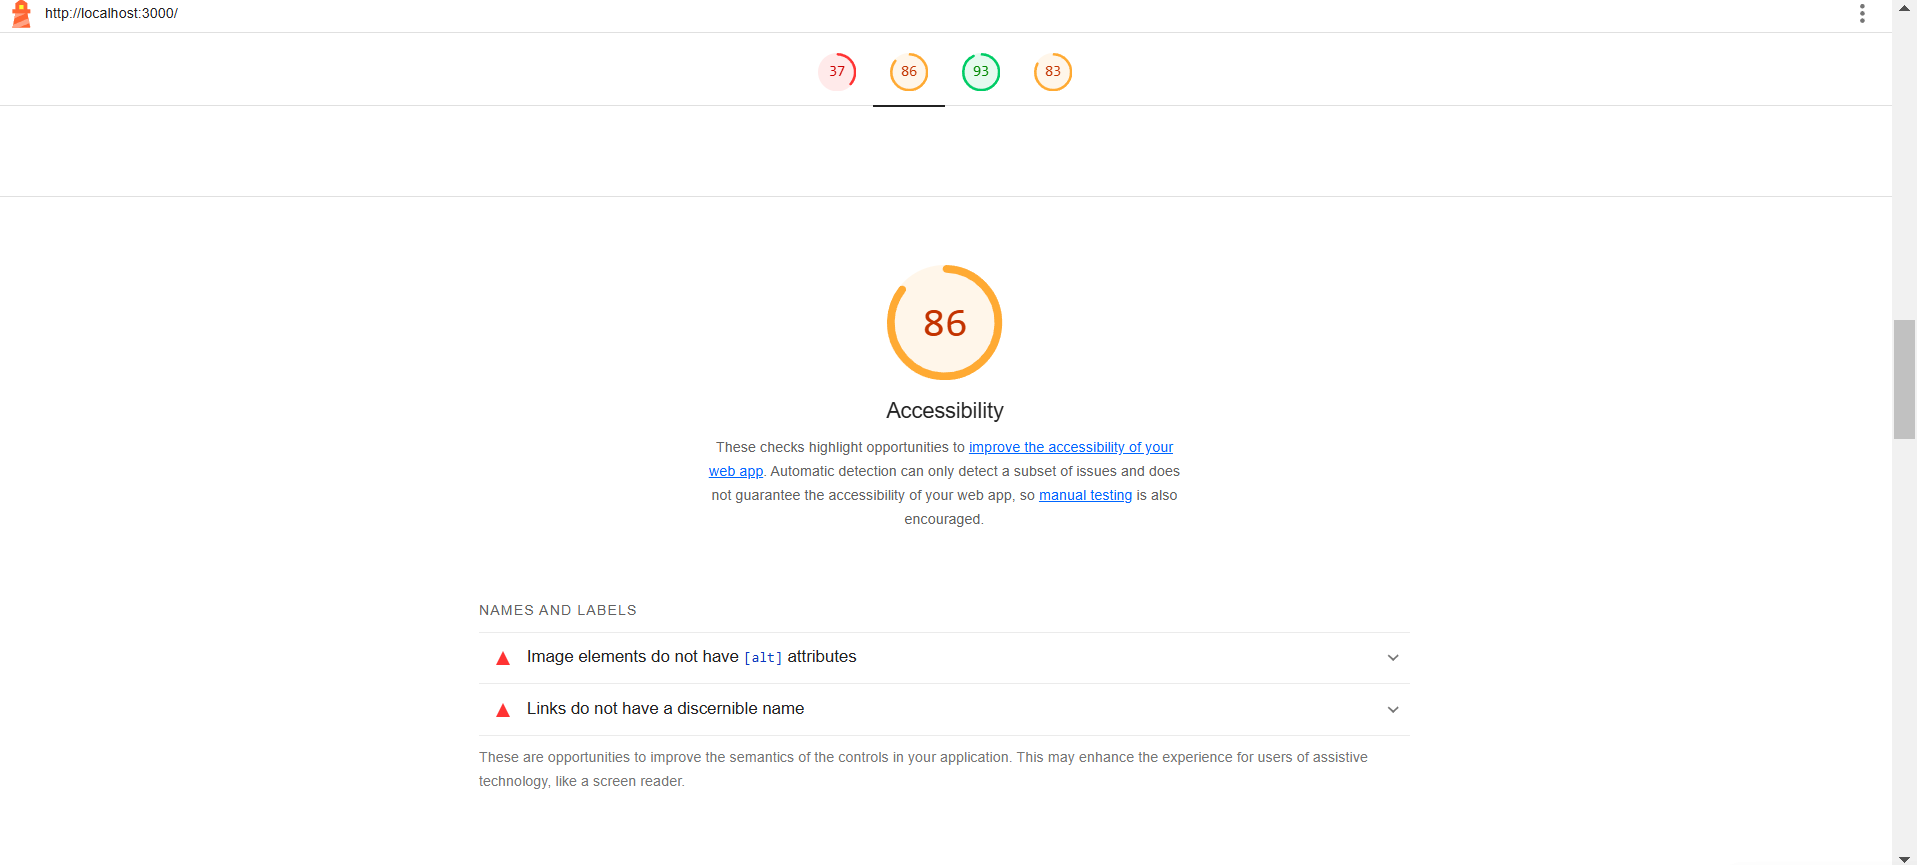 http://localhost:3000/
37 86 93 83
86
Accessibility
These checks highlight opportunities to improve the accessibility of your
web app. Automatic detection can only detect a subset of issues and does
not guarantee the accessibility of your web app, so manual testing is also
encouraged.
NAMES AND LABELS
Image elements do not have [alt] attributes
Links do not have a discernible name
These are opportunities to improve the semantics of the controls in your application. This may enhance the experience for users of assistive
technology, like a screen reader.